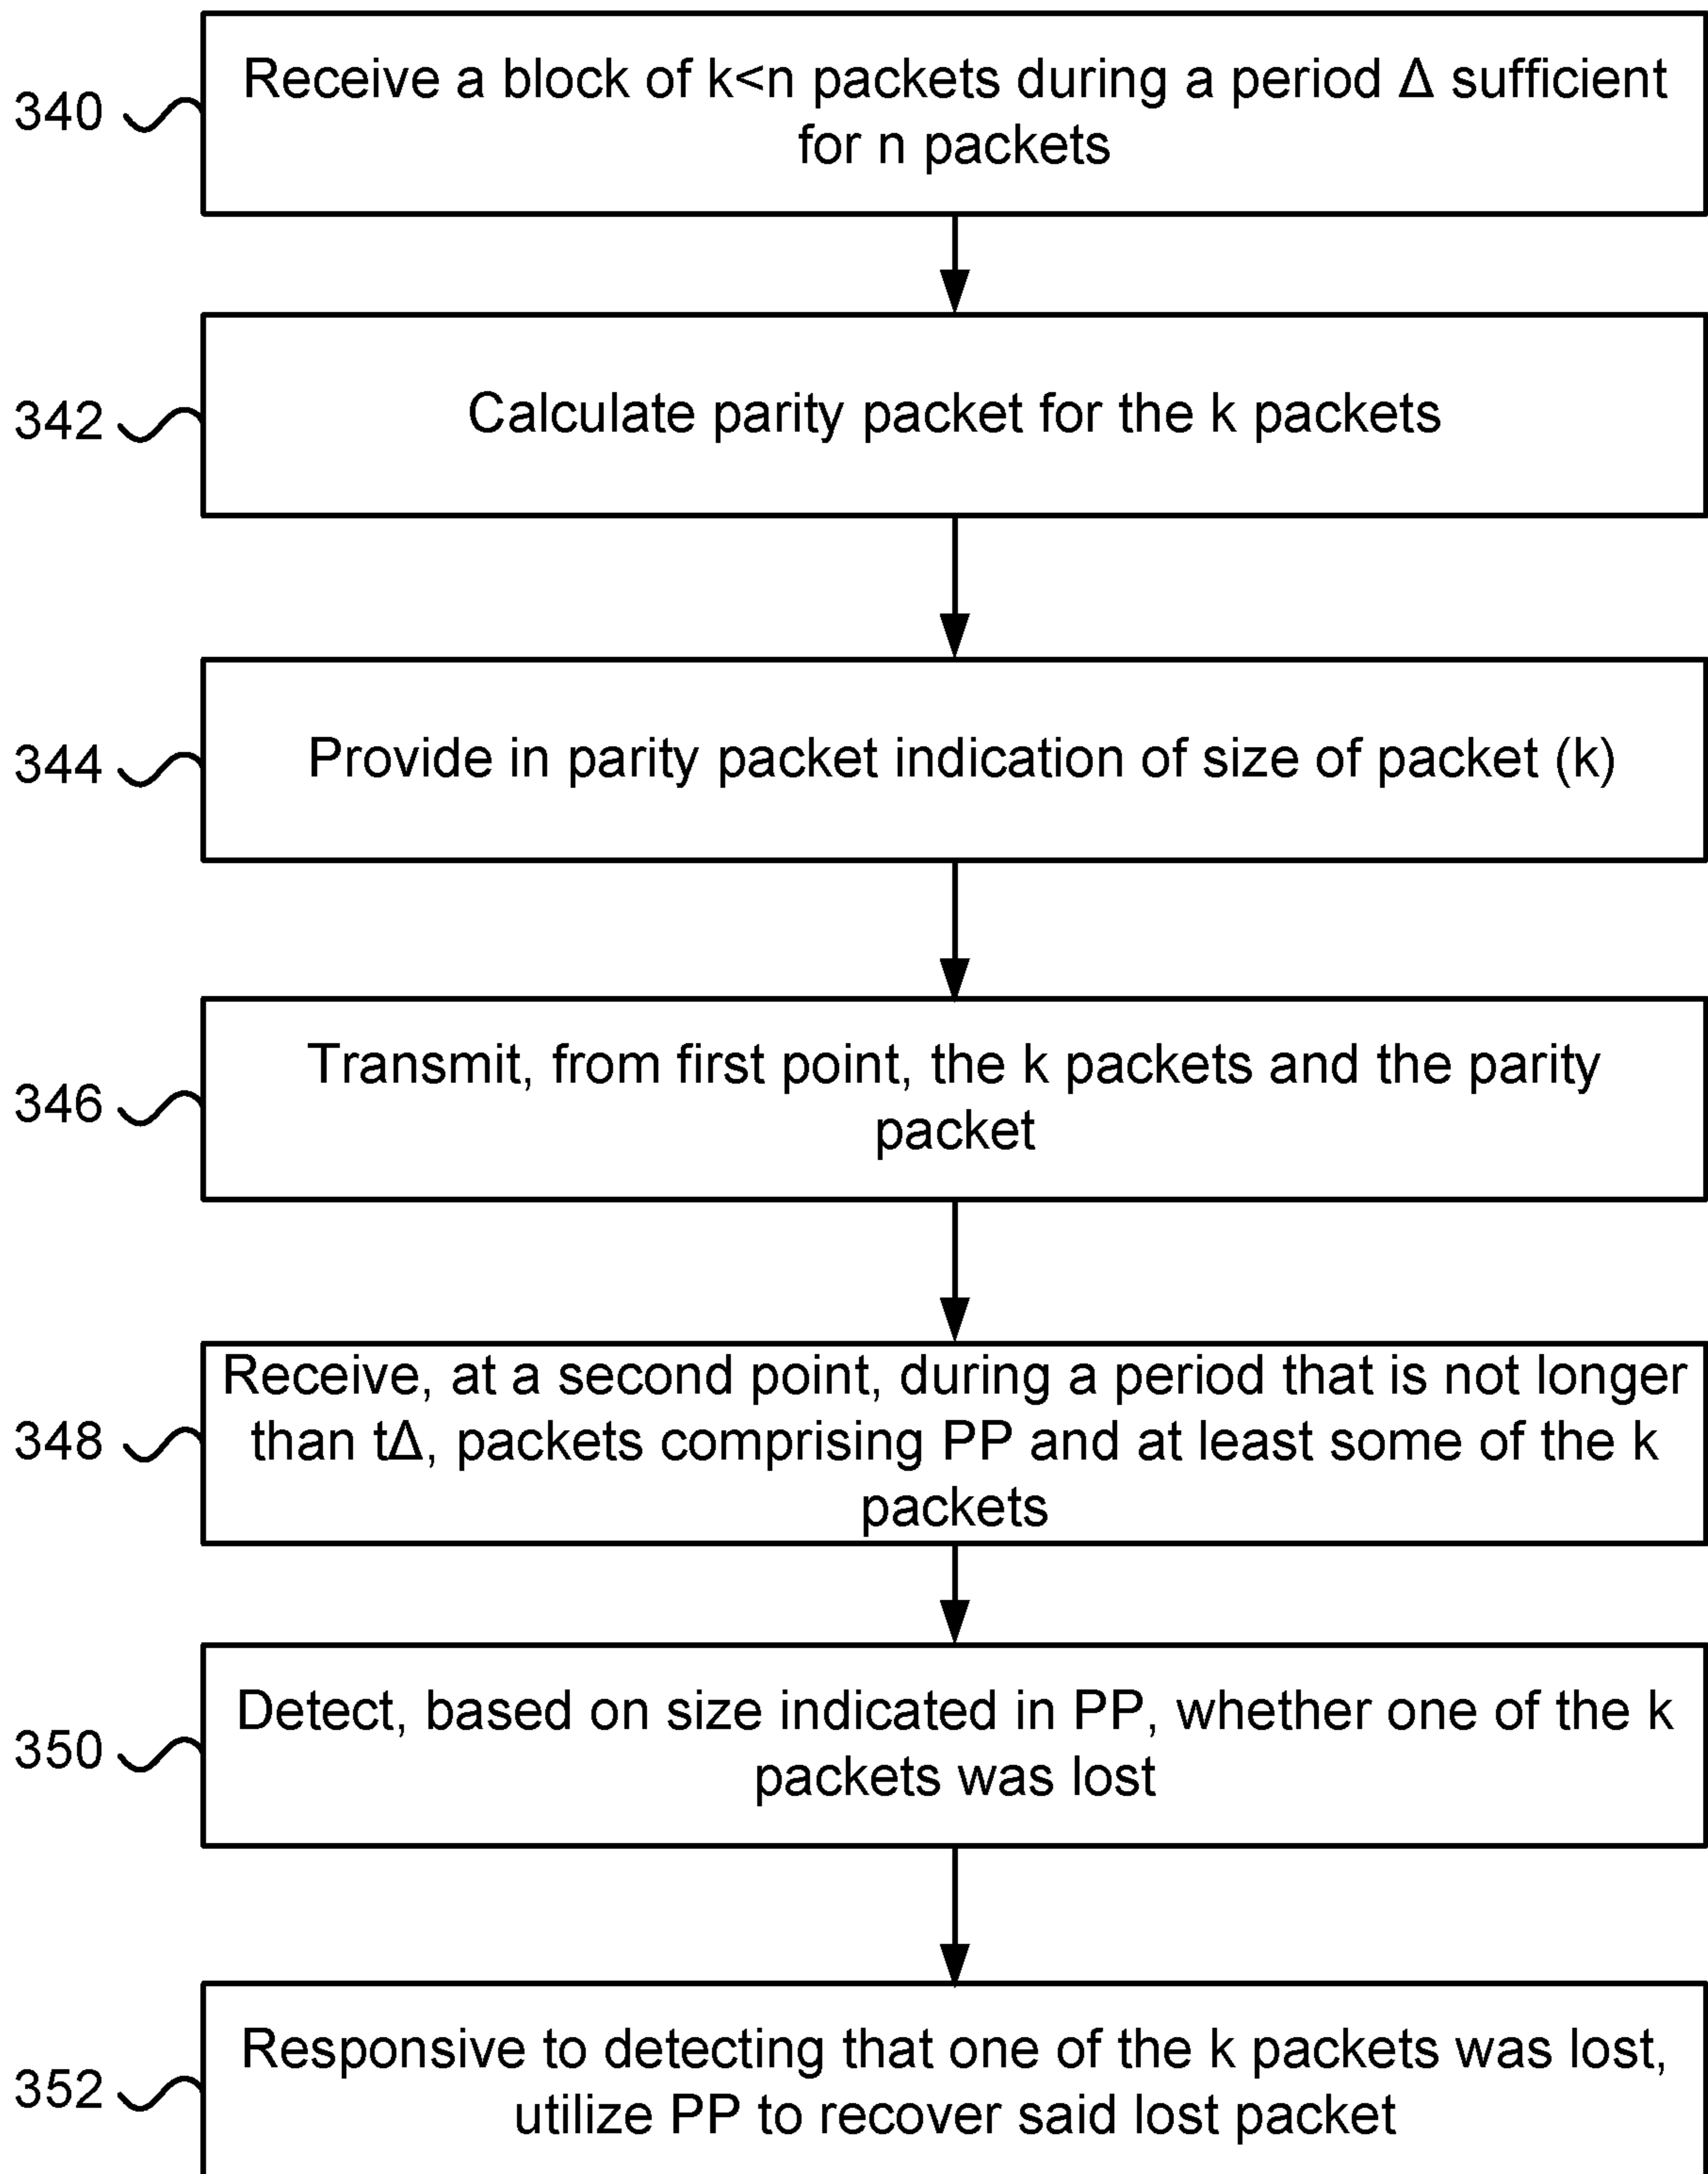 340
Receive a block of k<n packets during a period Δ sufficient
for n packets
342
Calculate parity packet for the k packets
344
Provide in parity packet indication of size of packet (k)
346
Transmit, from first point, the k packets and the parity
packet
348
Receive, at a second point, during a period that is not longer
than tΔ, packets comprising PP and at least some of the k
packets
350
Detect, based on size indicated in PP, whether one of the k
packets was lost
352
Responsive to detecting that one of the k packets was lost,
utilize PP to recover said lost packet